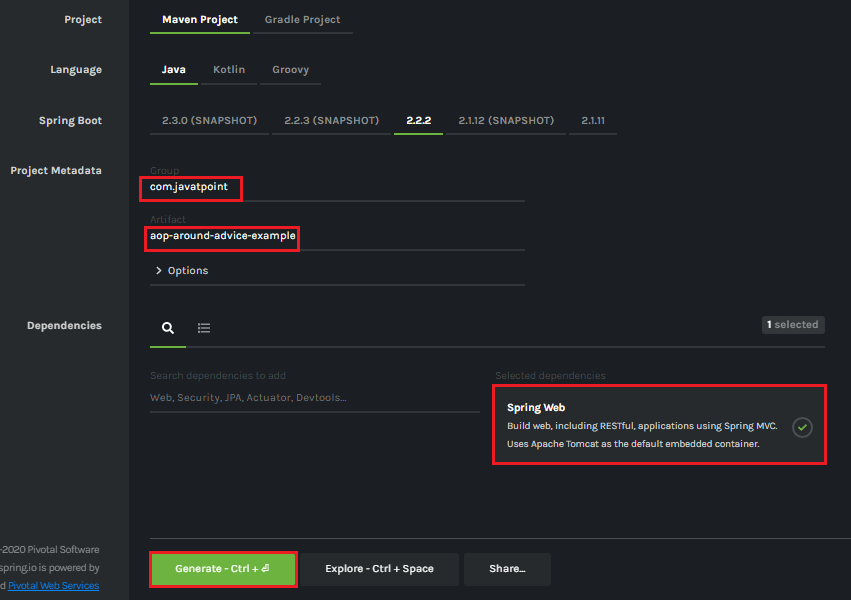 Project
Maven Project Gradle Project
Language
Java Kotlin Groovy
Spring Boot
2.3.0 (SNAPSHOT) 2.2.3 (SNAPSHOT) 2.2.2 2.1.12 (SNAPSHOT) 2.1.11
Project Metadata
Group
com.javatpoint
Artifact
aop-around-advice-example
Options
Dependencies
1 selected
Search dependencies to add
Web, Security, JPA, Actuator, Devtools...
Selected dependencies
Spring Web
Build web, including RESTful, applications using Spring MVC.
Uses Apache Tomcat as the default embedded container.
-2020 Pivotal Software
spring.io is powered by
d Pivotal Web Services
Generate - Ctrl + ⏎
Explore - Ctrl + Space
Share...